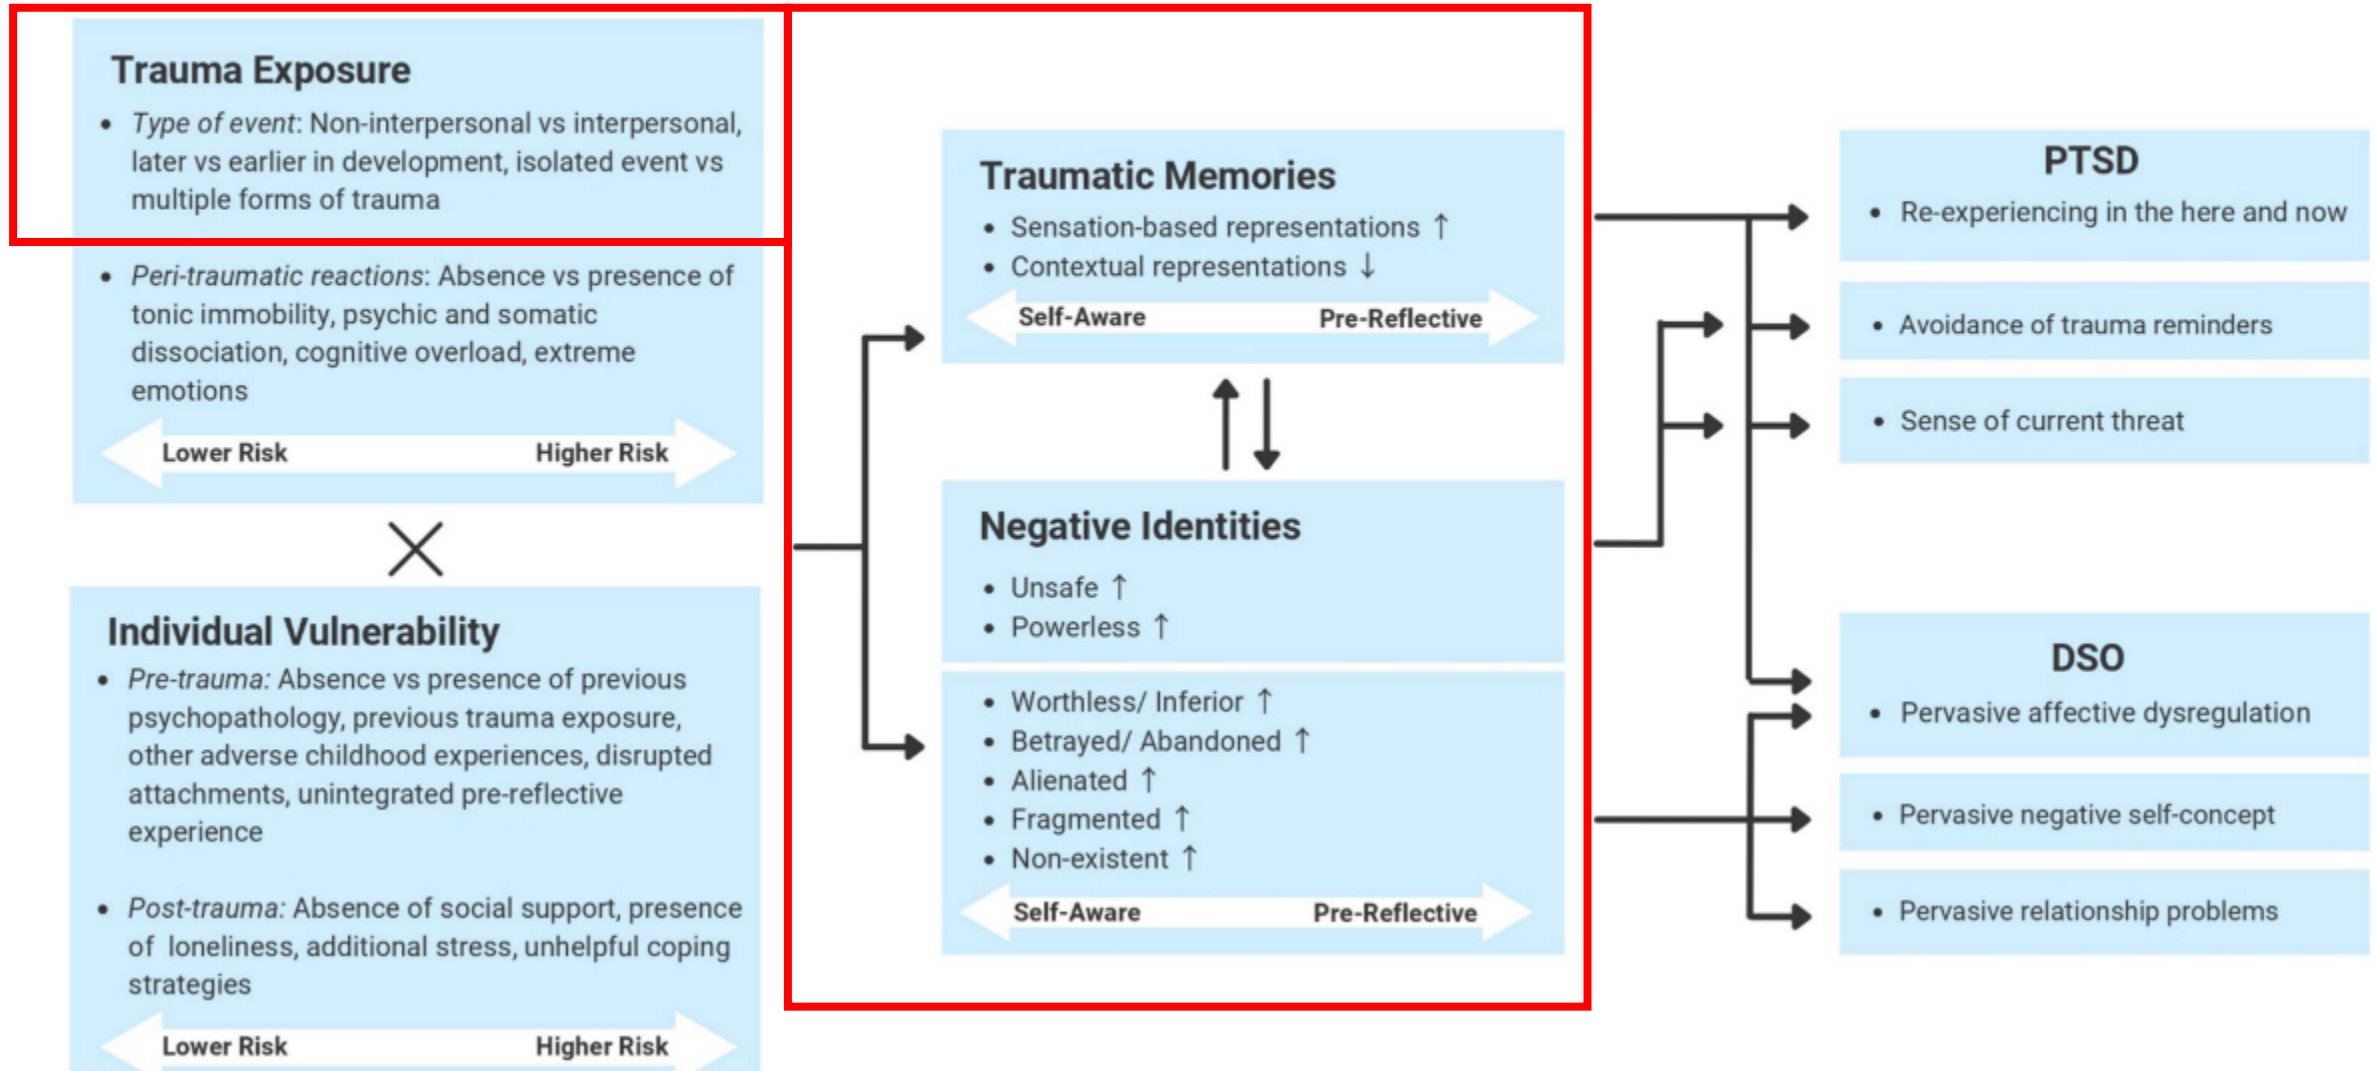 Trauma Exposure
• Type of event: Non-interpersonal vs interpersonal,
later vs earlier in development, isolated event vs
multiple forms of trauma
• Peri-traumatic reactions: Absence vs presence of
tonic immobility, psychic and somatic
dissociation, cognitive overload, extreme
emotions
Lower Risk Higher Risk
Individual Vulnerability
• Pre-trauma: Absence vs presence of previous
psychopathology, previous trauma exposure,
other adverse childhood experiences, disrupted
attachments, unintegrated pre-reflective
experience
• Post-trauma: Absence of social support, presence
of loneliness, additional stress, unhelpful coping
strategies
Lower Risk Higher Risk
Traumatic Memories
• Sensation-based representations ↑
• Contextual representations ↓
Self-Aware Pre-Reflective
Negative Identities
• Unsafe ↑
• Powerless ↑
• Worthless/ Inferior ↑
• Betrayed/ Abandoned ↑
• Alienated ↑
• Fragmented ↑
• Non-existent ↑
Self-Aware Pre-Reflective
PTSD
• Re-experiencing in the here and now
• Avoidance of trauma reminders
• Sense of current threat
DSO
• Pervasive affective dysregulation
• Pervasive negative self-concept
• Pervasive relationship problems